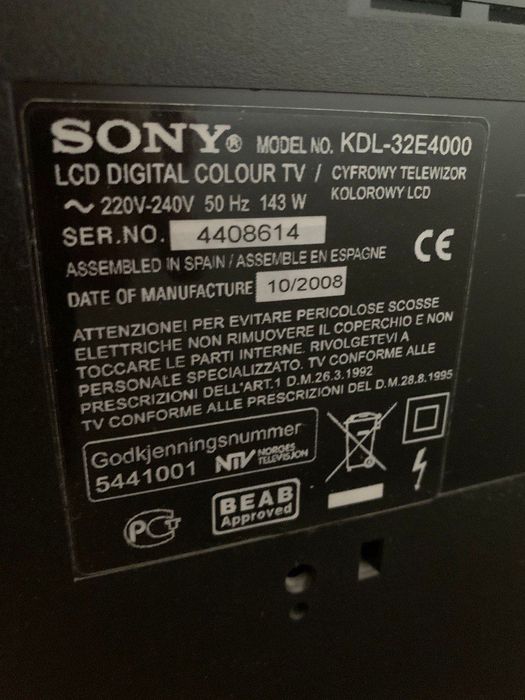 SONY® MODEL NO. KDL-32E4000
LCD DIGITAL COLOUR TV / CYFROWY TELEWIZOR
KOLOROWY LCD
～ 220V-240V 50 Hz 143 W
SER.NO. 4408614
ASSEMBLED IN SPAIN / ASSEMBLE EN ESPAGNE
CE
DATE OF MANUFACTURE 10/2008
ATTENZIONEI PER EVITARE PERICOLOSE SCOSSE
ELETTRICHE NON RIMUOVERE IL COPERCHIO E NON
TOCCARE LE PARTI INTERNE. RIVOLGETEVI A
PERSONALE SPECIALIZZATO. TV CONFORME ALLE
PRESCRIZIONI DELL'ART.1 D.M.26.3.1992
TV CONFORME ALLE PRESCRIZIONI DEL D.M.28.8.1995
Godkjenningsnummer
5441001 NTV NORGES
TELEVISJON
PCT
BEAB
Approved